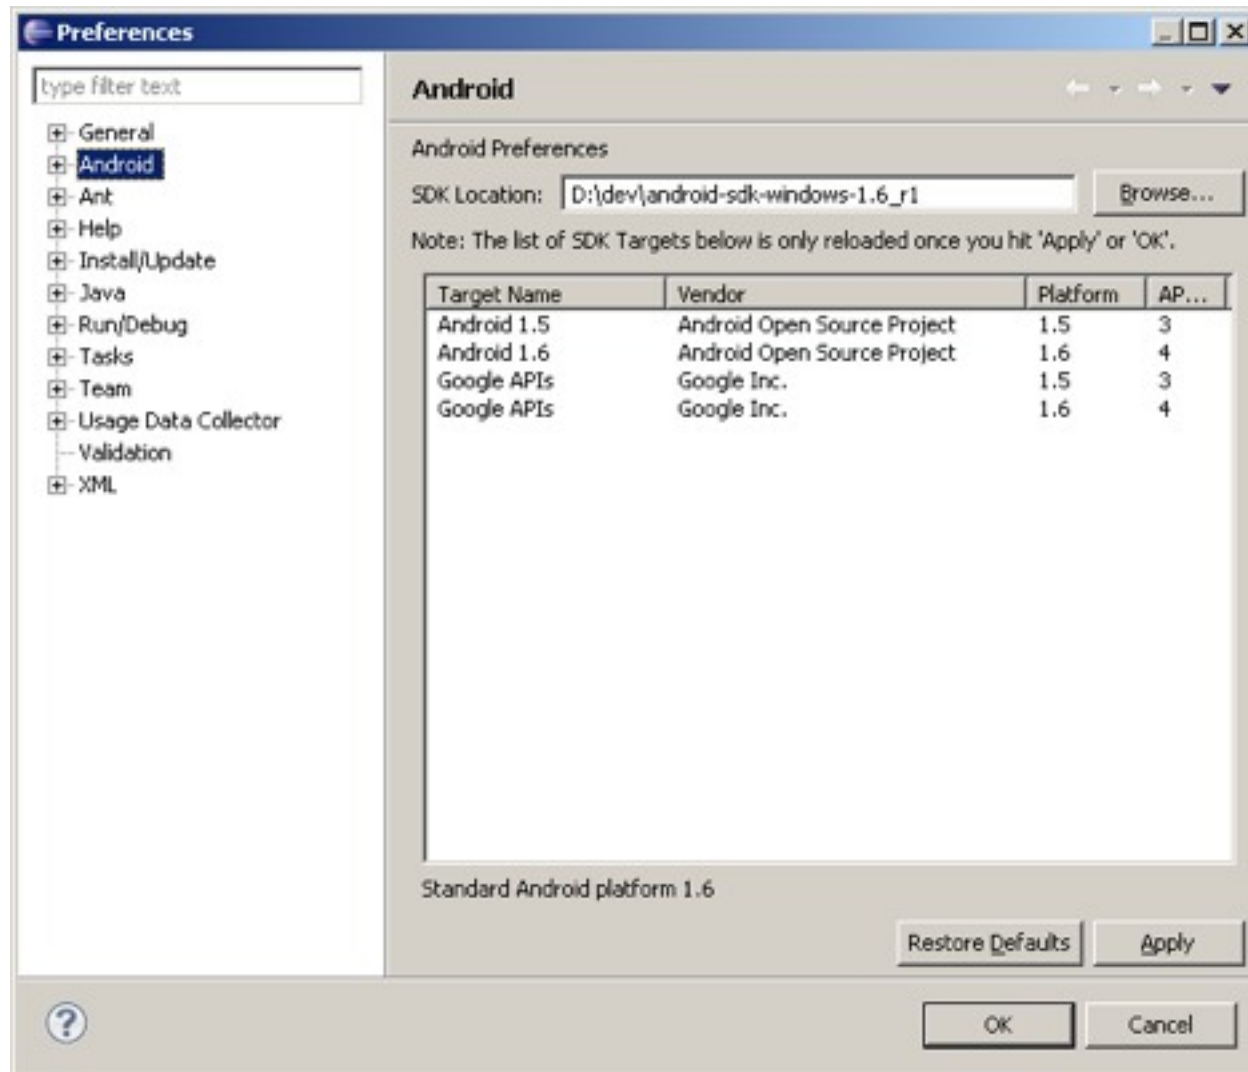 Preferences
type filter text
General
Android
Ant
Help
Install/Update
Java
Run/Debug
Tasks
Team
Usage Data Collector
Validation
XML
Android
Android Preferences
SDK Location: D:\dev\android-sdk-windows-1.6_r1 Browse...
Note: The list of SDK Targets below is only reloaded once you hit 'Apply' or 'OK'.
Target Name Vendor Platform AP...
Android 1.5 Android Open Source Project 1.5 3
Android 1.6 Android Open Source Project 1.6 4
Google APIs Google Inc. 1.5 3
Google APIs Google Inc. 1.6 4
Standard Android platform 1.6
Restore Defaults Apply
? OK Cancel